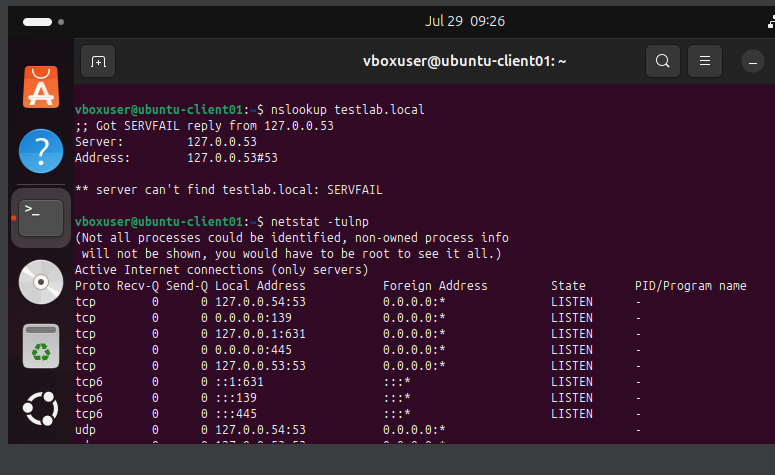 Jul 29 09:26
vboxuser@ubuntu-client01: ~
vboxuser@ubuntu-client01:~$ nslookup testlab.local
;; Got SERVFAIL reply from 127.0.0.53
Server: 127.0.0.53
Address: 127.0.0.53#53
** server can't find testlab.local: SERVFAIL
vboxuser@ubuntu-client01:~$ netstat -tulnp
(Not all processes could be identified, non-owned process info
will not be shown, you would have to be root to see it all.)
Active Internet connections (only servers)
Proto Recv-Q Send-Q Local Address Foreign Address State PID/Program name
tcp 0 0 127.0.0.54:53 0.0.0.0:* LISTEN -
tcp 0 0 0.0.0.0:139 0.0.0.0:* LISTEN -
tcp 0 0 127.0.0.1:631 0.0.0.0:* LISTEN -
tcp 0 0 0.0.0.0:445 0.0.0.0:* LISTEN -
tcp 0 0 127.0.0.53:53 0.0.0.0:* LISTEN -
tcp6 0 0 ::1:631 :::* LISTEN -
tcp6 0 0 :::139 :::* LISTEN -
tcp6 0 0 :::445 :::* LISTEN -
udp 0 0 127.0.0.54:53 0.0.0.0:* -